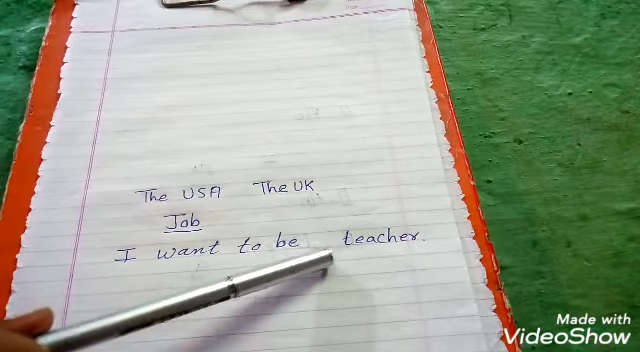 The USA The UK
Job
I want to be teacher.
Made with
VideoShow